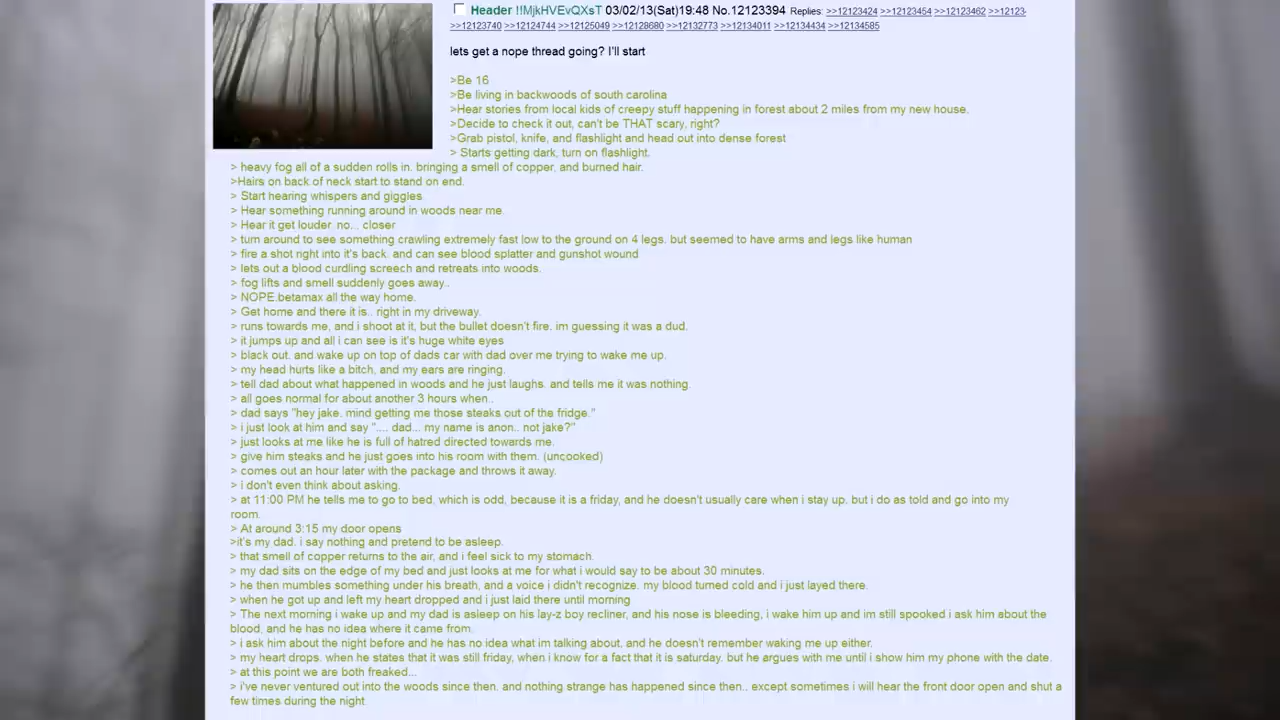 Header !!MjkHVEvQXsT 03/02/13(Sat)19:48 No.12123394 Replies: >>12123424 >>12123454 >>12123462 >>12123
>>12123740 >>12124744 >>12125049 >>12128680 >>12132773 >>12134011 >>12134434 >>12134585
lets get a nope thread going? I'll start
>Be 16
>Be living in backwoods of south carolina
>Hear stories from local kids of creepy stuff happening in forest about 2 miles from my new house.
>Decide to check it out, can't be THAT scary, right?
>Grab pistol, knife, and flashlight and head out into dense forest
> Starts getting dark, turn on flashlight.
> heavy fog all of a sudden rolls in. bringing a smell of copper, and burned hair.
>Hairs on back of neck start to stand on end.
> Start hearing whispers and giggles
> Hear something running around in woods near me.
> Hear it get louder. no... closer
> turn around to see something crawling extremely fast low to the ground on 4 legs. but seemed to have arms and legs like human
> fire a shot right into it's back. and can see blood splatter and gunshot wound
> lets out a blood curdling screech and retreats into woods.
> fog lifts and smell suddenly goes away..
> NOPE.betamax all the way home.
> Get home and there it is.. right in my driveway.
> runs towards me, and i shoot at it, but the bullet doesn't fire. im guessing it was a dud.
> it jumps up and all i can see is it's huge white eyes
> black out. and wake up on top of dads car with dad over me trying to wake me up.
> my head hurts like a bitch, and my ears are ringing.
> tell dad about what happened in woods and he just laughs. and tells me it was nothing.
> all goes normal for about another 3 hours when..
> dad says "hey jake. mind getting me those steaks out of the fridge."
> i just look at him and say ".... dad... my name is anon.. not jake?"
> just looks at me like he is full of hatred directed towards me.
> give him steaks and he just goes into his room with them. (uncooked)
> comes out an hour later with the package and throws it away.
> i don't even think about asking.
> at 11:00 PM he tells me to go to bed, which is odd, because it is a friday, and he doesn't usually care when i stay up. but i do as told and go into my
room.
> At around 3:15 my door opens
>it's my dad. i say nothing and pretend to be asleep.
> that smell of copper returns to the air, and i feel sick to my stomach.
> my dad sits on the edge of my bed and just looks at me for what i would say to be about 30 minutes.
> he then mumbles something under his breath, and a voice i didn't recognize. my blood turned cold and i just layed there.
> when he got up and left my heart dropped and i just laid there until morning
> The next morning i wake up and my dad is asleep on his lay-z boy recliner, and his nose is bleeding, i wake him up and im still spooked i ask him about the
blood, and he has no idea where it came from.
> i ask him about the night before and he has no idea what im talking about, and he doesn't remember waking me up either.
> my heart drops. when he states that it was still friday, when i know for a fact that it is saturday. but he argues with me until i show him my phone with the date.
> at this point we are both freaked...
> i've never ventured out into the woods since then. and nothing strange has happened since then.. except sometimes i will hear the front door open and shut a
few times during the night